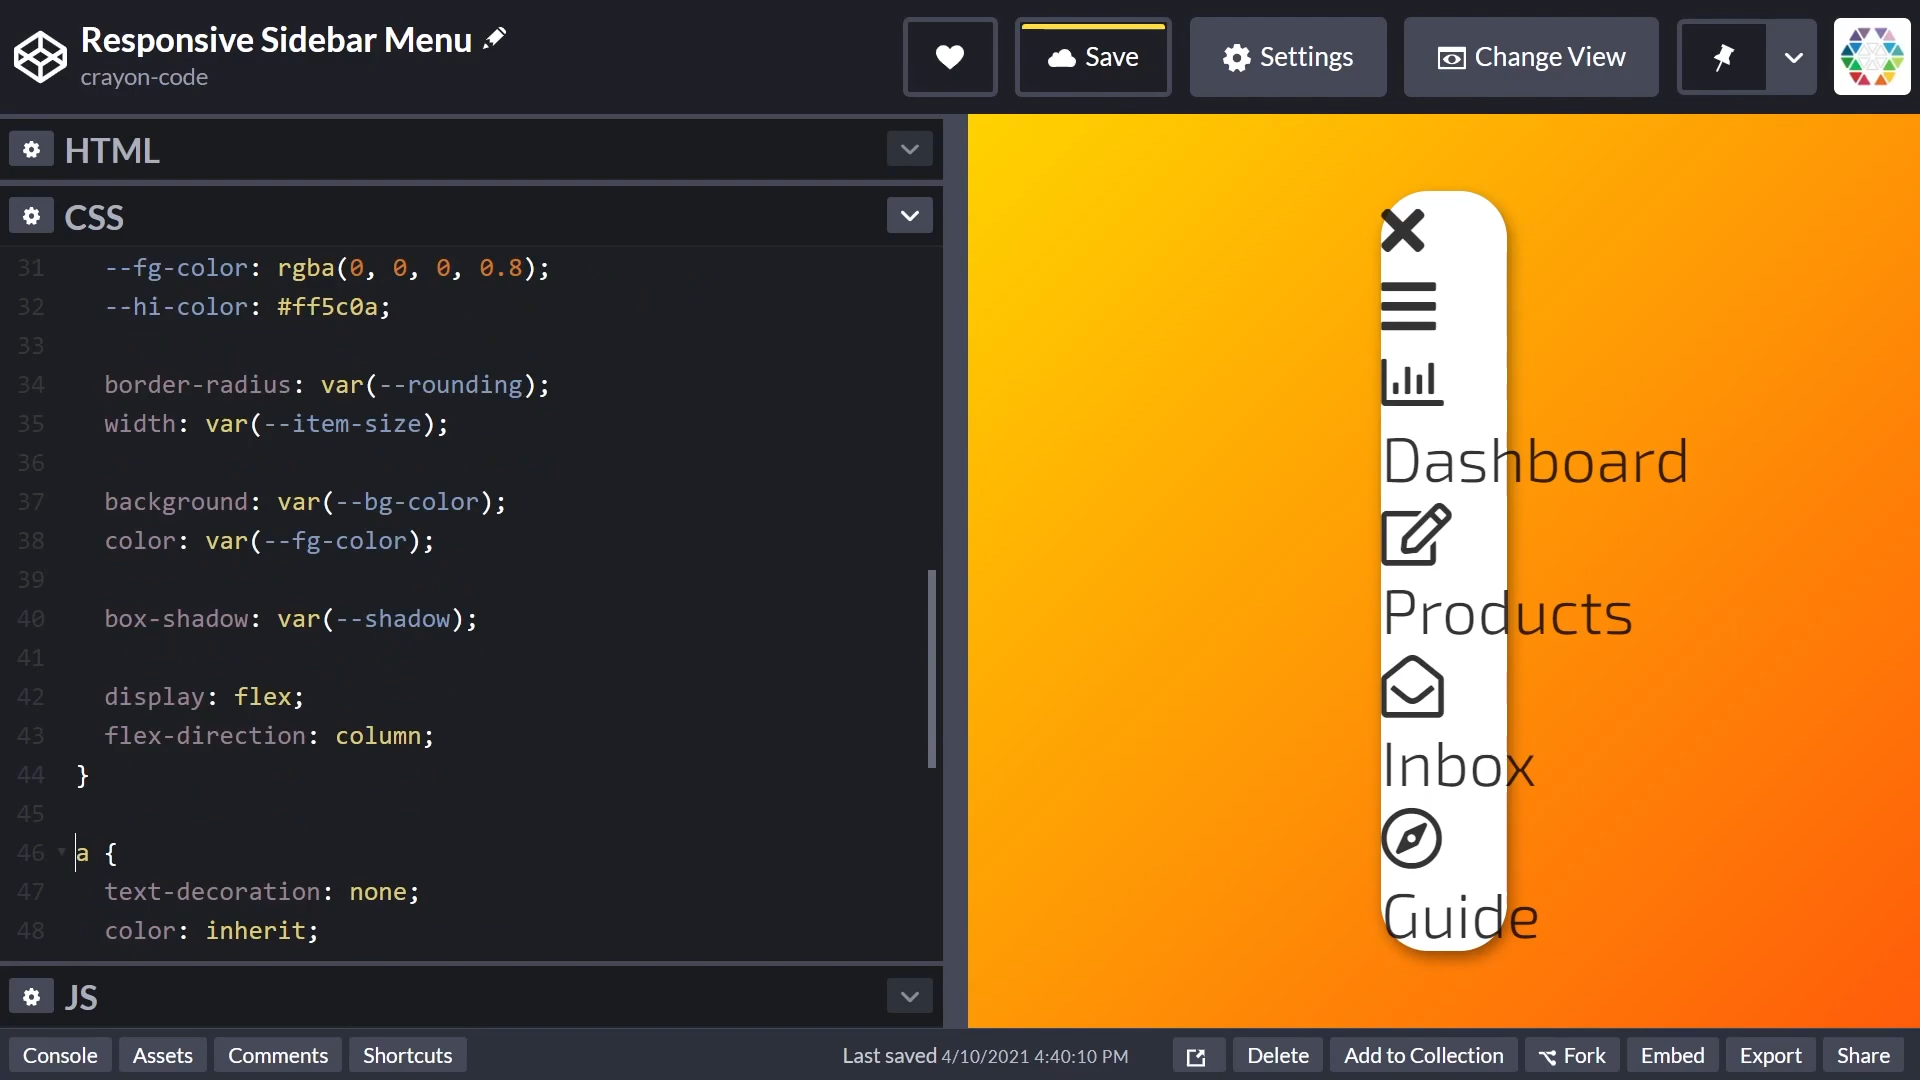 Responsive Sidebar Menu
crayon-code
Save
Settings
Change View
HTML
CSS
31 --fg-color: rgba(0, 0, 0, 0.8);
32 --hi-color: #ff5c0a;
33
34 border-radius: var(--rounding);
35 width: var(--item-size);
36
37 background: var(--bg-color);
38 color: var(--fg-color);
39
40 box-shadow: var(--shadow);
41
42 display: flex;
43 flex-direction: column;
44 }
45
46 a {
47 text-decoration: none;
48 color: inherit;
JS
Dashboard
Products
Inbox
Guide
Console Assets Comments Shortcuts Last saved 4/10/2021 4:40:10 PM Delete Add to Collection Fork Embed Export Share